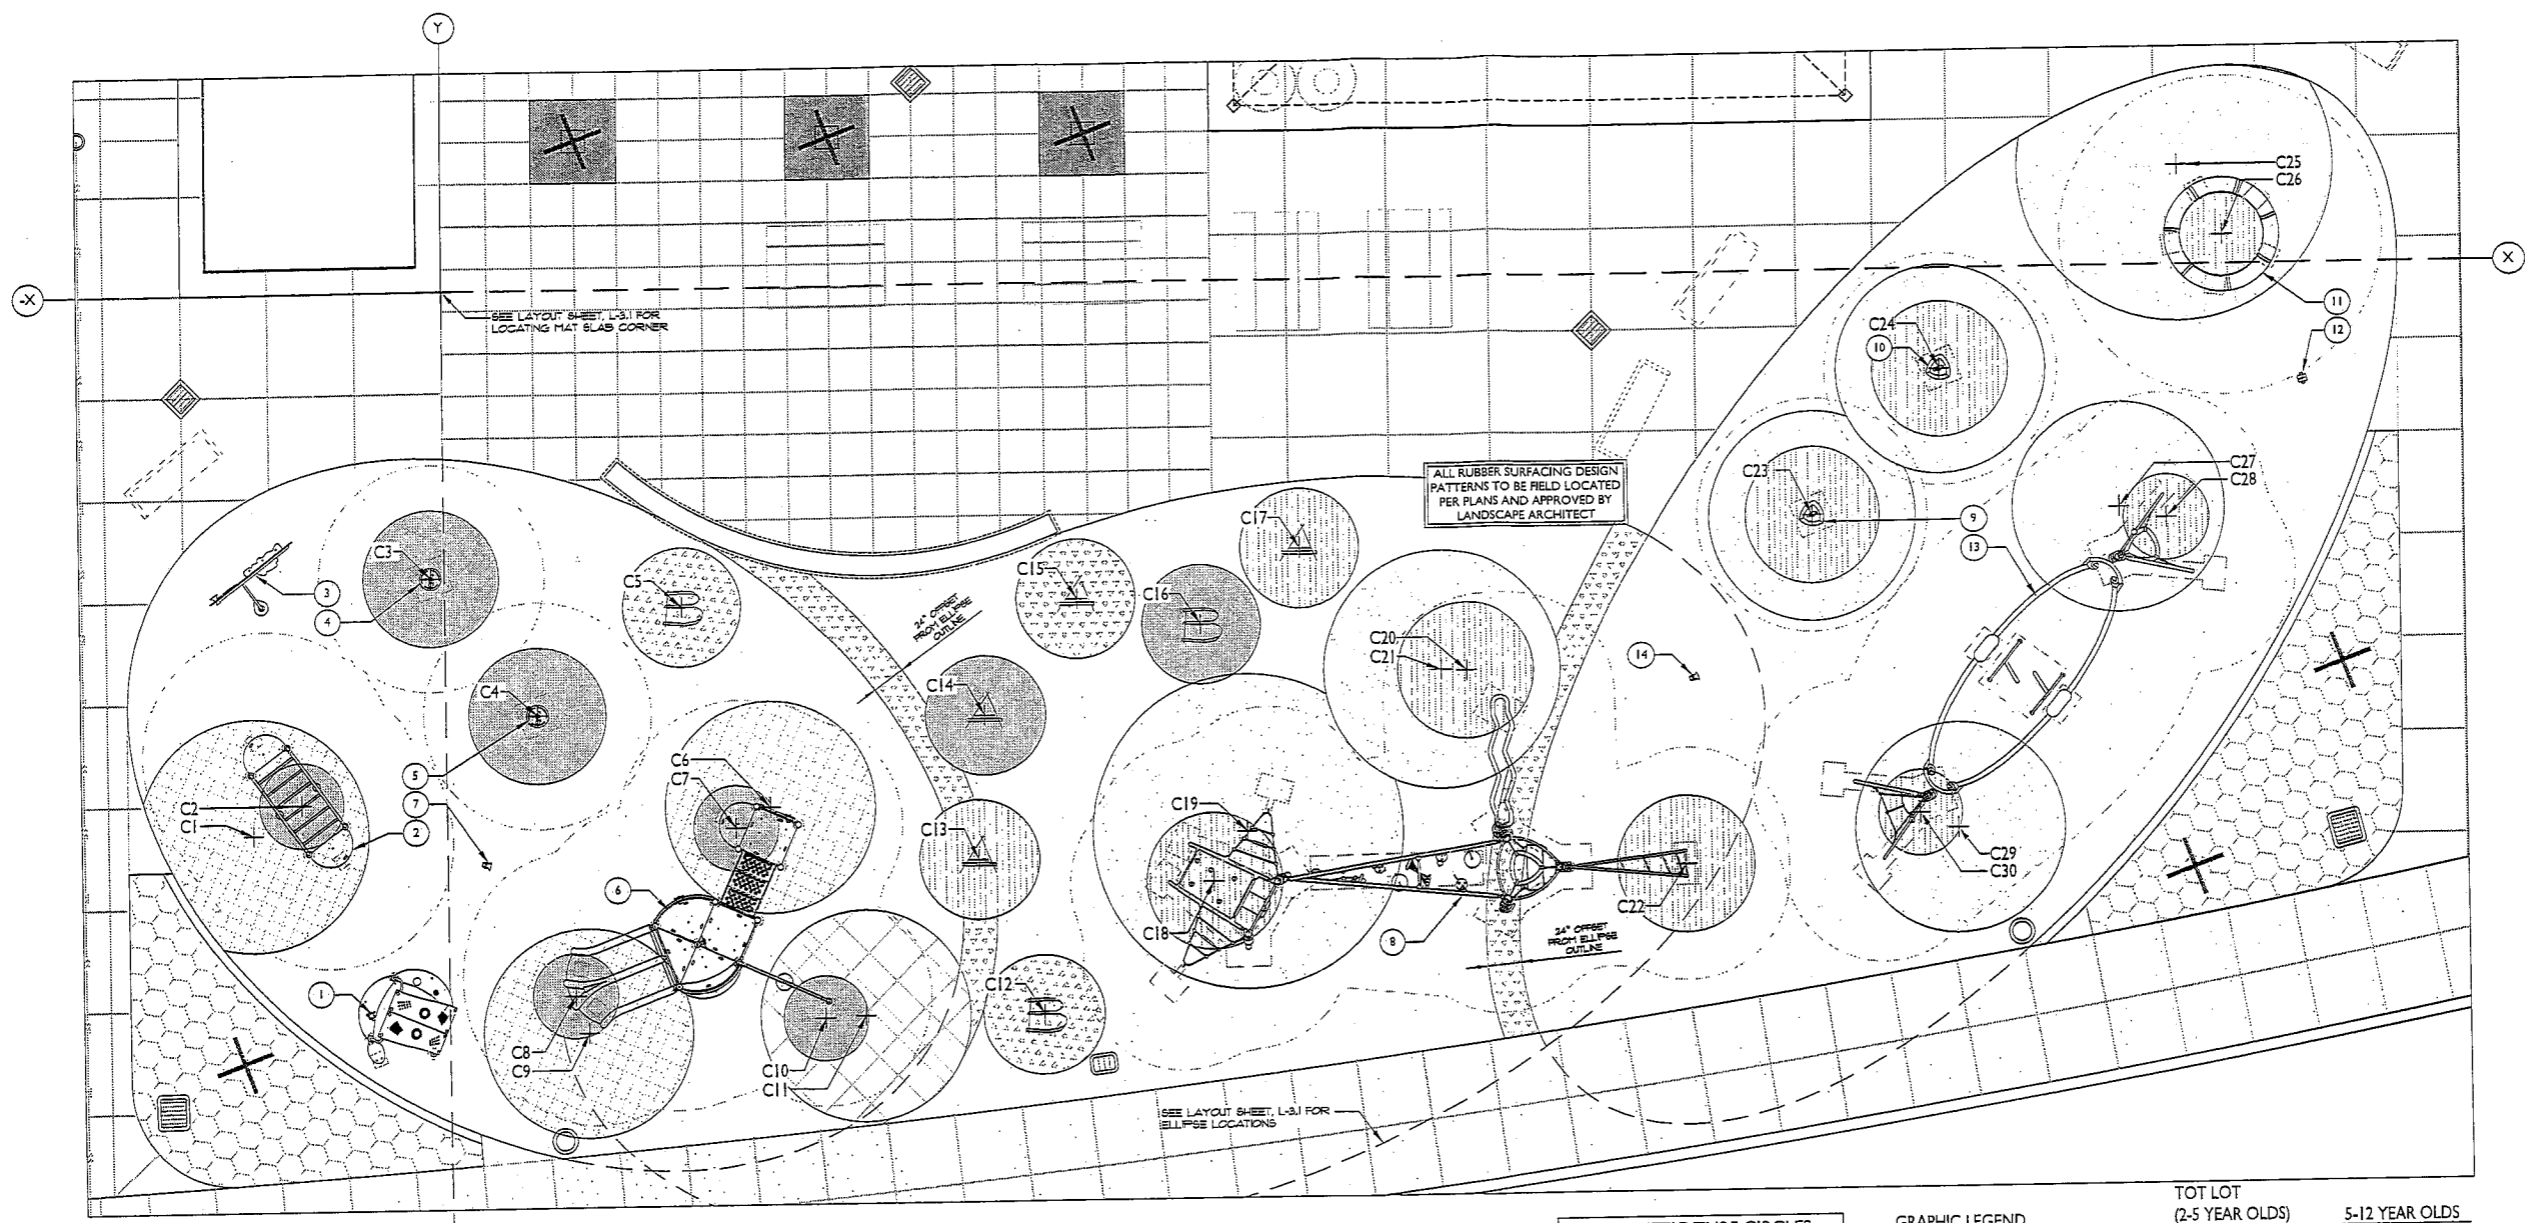 Y
-X
X
SEE LAYOUT SHEET, L-3.1 FOR
LOCATING MAT SLAB CORNER
C25
C26
11
12
C24
10
C23
C27
C28
9
13
ALL RUBBER SURFACING DESIGN
PATTERNS TO BE FIELD LOCATED
PER PLANS AND APPROVED BY
LANDSCAPE ARCHITECT
C17
C3
3
4
C5
C15
C16
24" OFFSET
FROM ELLIPSE
OUTLINE
C20
C21
14
C4
C14
5
C6
C7
7
C2
C1
2
C19
C13
C29
C30
6
C22
C18
8
24" OFFSET
FROM ELLIPSE
OUTLINE
1
C12
C8
C9
C10
C11
SEE LAYOUT SHEET, L-3.1 FOR
ELLIPSE LOCATIONS
TOT LOT
(2-5 YEAR OLDS)
5-12 YEAR OLDS
GRAPHIC LEGEND
CIRCLES